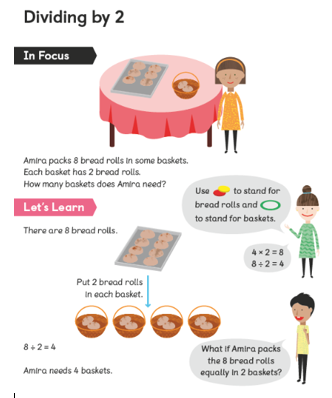 Dividing by 2
In Focus
Amira packs 8 bread rolls in some baskets.
Each basket has 2 bread rolls.
How many baskets does Amira need?
Use to stand for
bread rolls and
to stand for baskets.
Let's Learn
There are 8 bread rolls.
4 × 2 = 8
8 ÷ 2 = 4
Put 2 bread rolls
in each basket.
8 ÷ 2 = 4
Amira needs 4 baskets.
What if Amira packs
the 8 bread rolls
equally in 2 baskets?